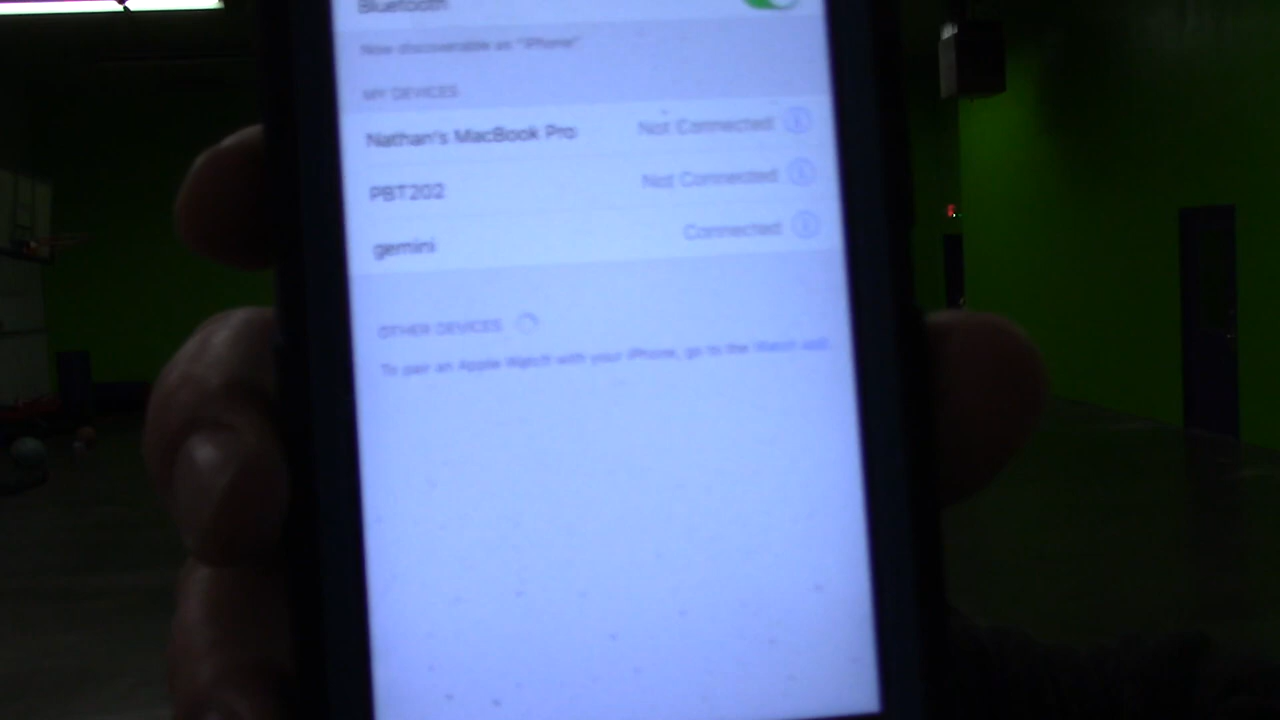 Bluetooth
Now discoverable as "iPhone"
MY DEVICES
Nathan's MacBook Pro Not Connected
PBT202 Not Connected
gemini Connected
OTHER DEVICES
To pair an Apple Watch with your iPhone, go to the Watch app.